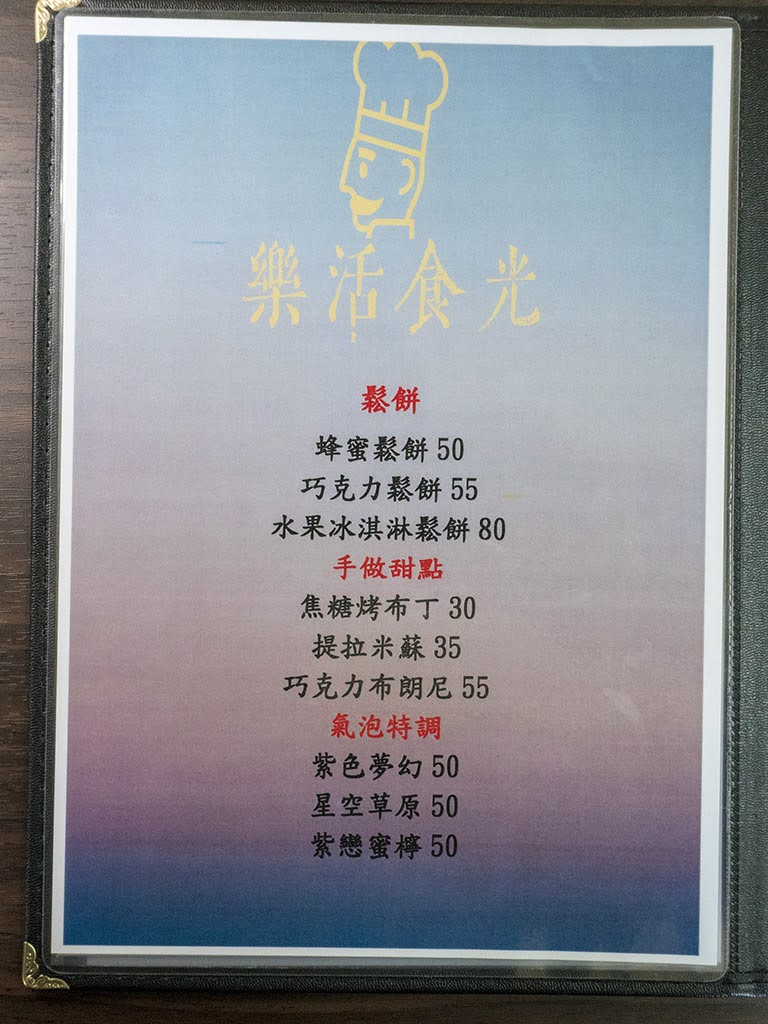 樂活食光
鬆餅
蜂蜜鬆餅 50
巧克力鬆餅 55
水果冰淇淋鬆餅 80
手做甜點
焦糖烤布丁 30
提拉米蘇 35
巧克力布朗尼 55
氣泡特調
紫色夢幻 50
星空草原 50
紫戀蜜檸 50